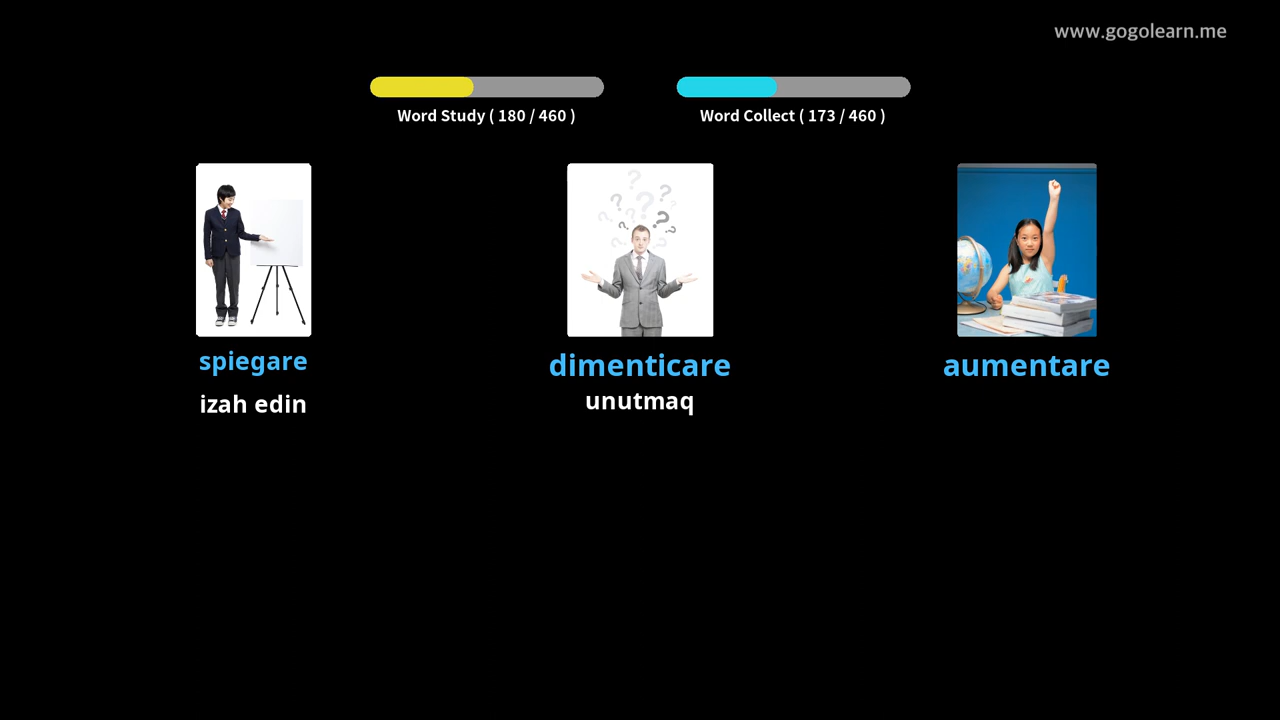 www.gogolearn.me
Word Study ( 180 / 460 )
Word Collect ( 173 / 460 )
spiegare
izah edin
dimenticare
unutmaq
aumentare